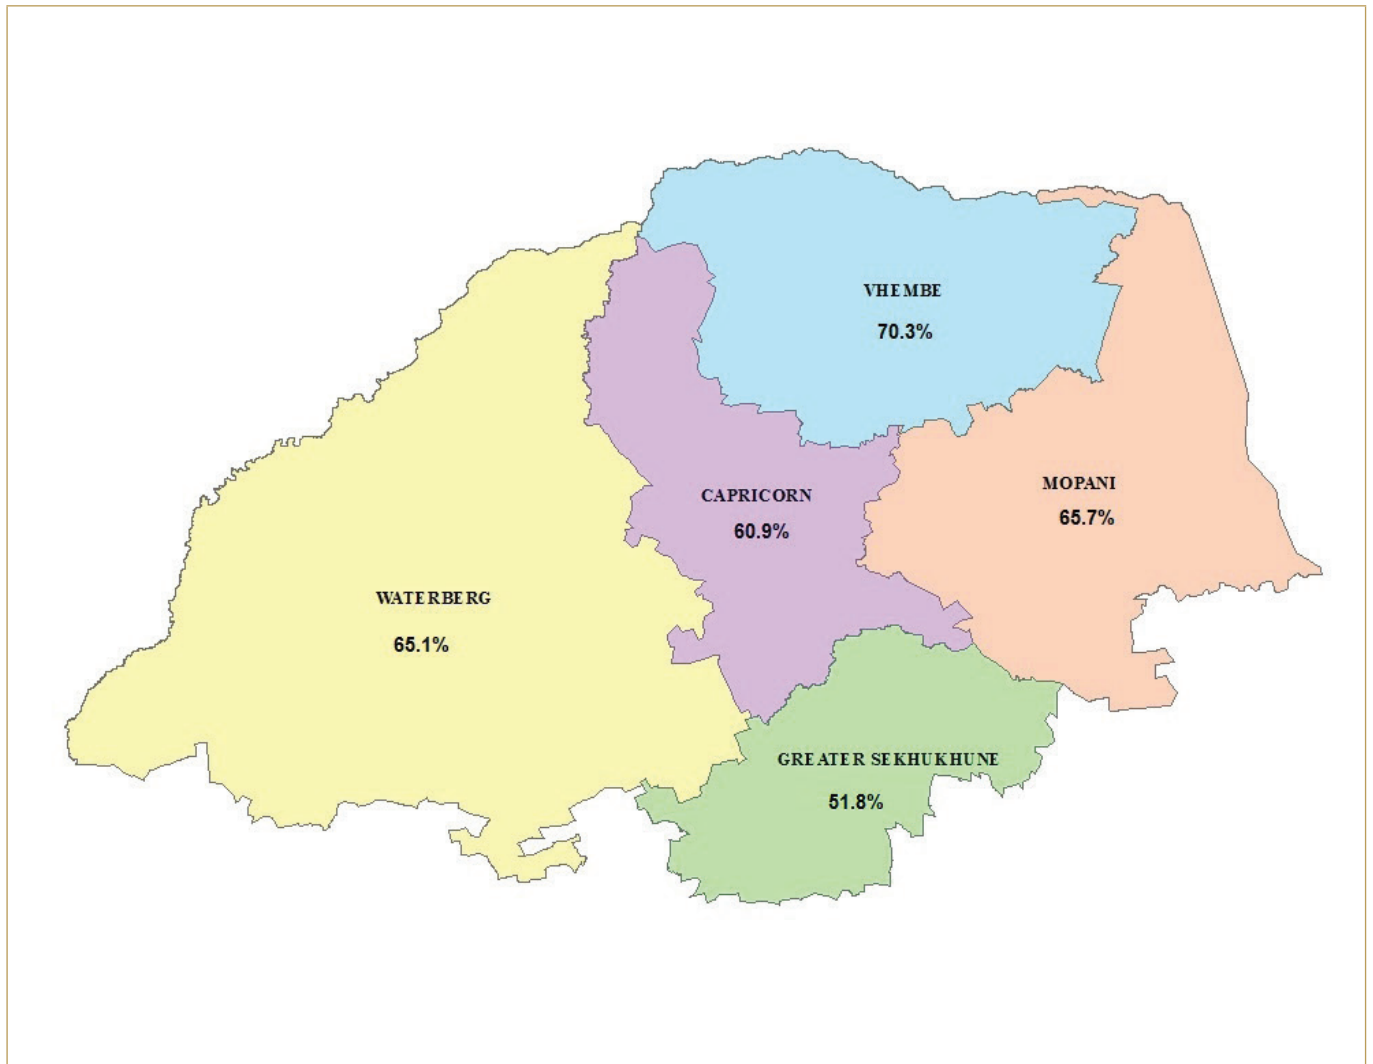 VHEMBE
70.3%
MOPANI
65.7%
CAPRICORN
60.9%
WATERBERG
65.1%
GREATER SEKHUKHUNE
51.8%